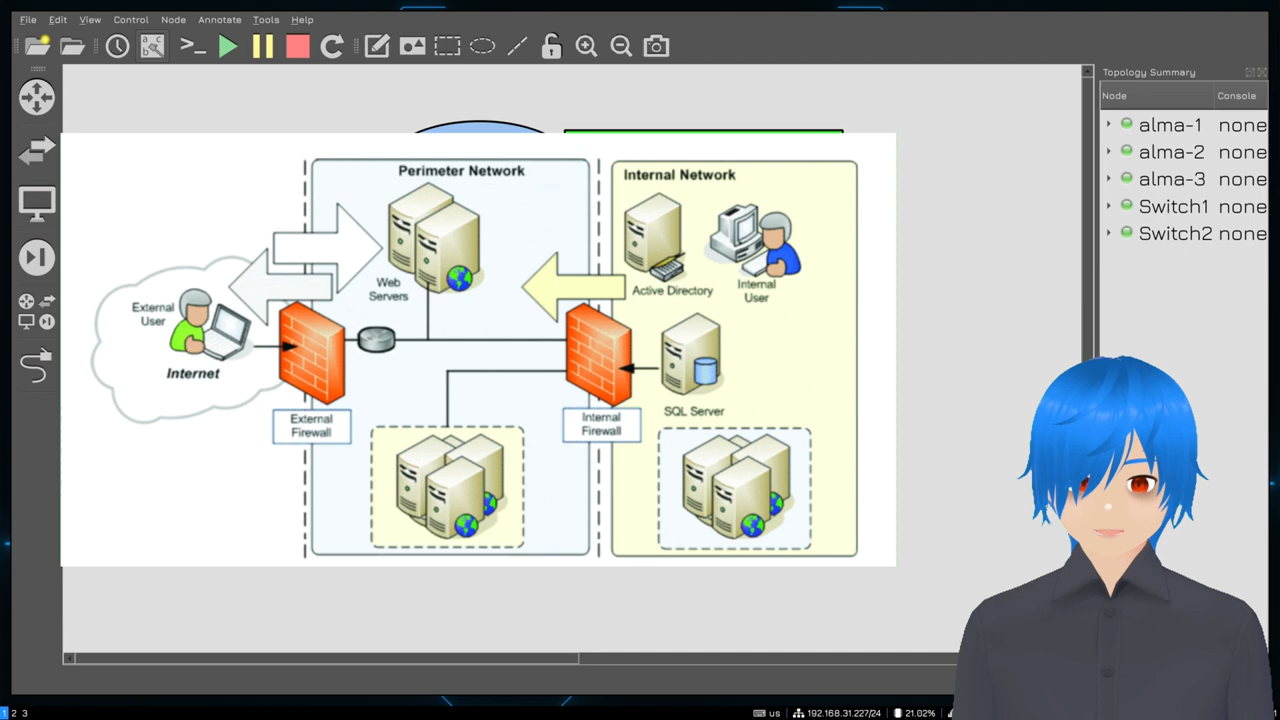 File Edit View Control Node Annotate Tools Help
Topology Summary
Node Console
alma-1 none
alma-2 none
alma-3 none
Switch1 none
Switch2 none
Perimeter Network
Internal Network
Web
Servers
Active Directory
Internal
User
External
User
Internet
External
Firewall
Internal
Firewall
SQL Server
1 2 3
us 192.168.31.227/24 21.02%